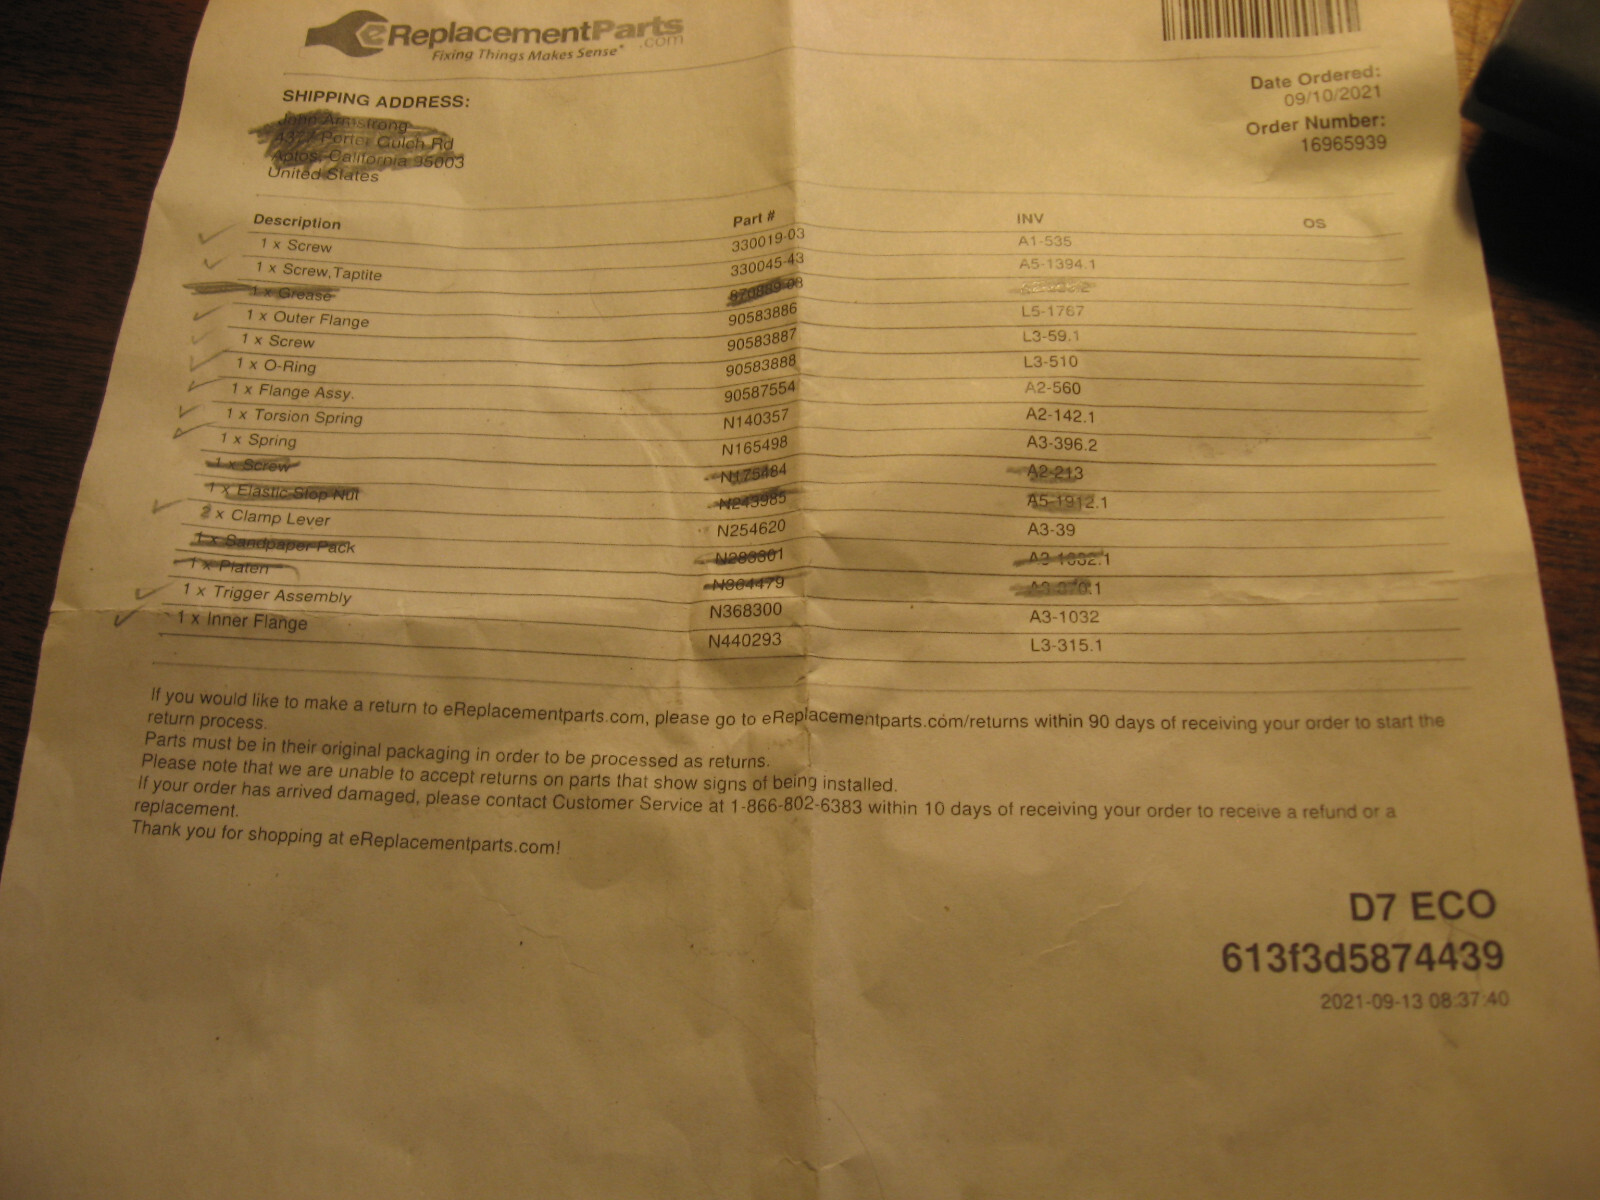 eReplacementParts
.com
Fixing Things Makes Sense®
Date Ordered:
09/10/2021
Order Number:
16965939
SHIPPING ADDRESS:
United States
Description Part # INV OS
1 x Screw 330019-03 A1-535
1 x Screw,Taptite 330045-43 A5-1394.1
1 x Grease
1 x Outer Flange 90583886 L5-1767
1 x Screw 90583887 L3-59.1
1 x O-Ring 90583888 L3-510
1 x Flange Assy. 90587554 A2-560
1 x Torsion Spring N140357 A2-142.1
1 x Spring N165498 A3-396.2
1 x Screw N175484 A2-213
1 x Elastic Stop Nut N243985 A5-1912.1
2 x Clamp Lever N254620 A3-39
1 x Sandpaper Pack
1 x Platen
1 x Trigger Assembly N368300 A3-1032
1 x Inner Flange N440293 L3-315.1
If you would like to make a return to eReplacementparts.com, please go to eReplacementparts.com/returns within 90 days of receiving your order to start the
return process.
Parts must be in their original packaging in order to be processed as returns.
Please note that we are unable to accept returns on parts that show signs of being installed.
If your order has arrived damaged, please contact Customer Service at 1-866-802-6383 within 10 days of receiving your order to receive a refund or a
replacement.
Thank you for shopping at eReplacementparts.com!
D7 ECO
613f3d5874439
2021-09-13 08:37:40